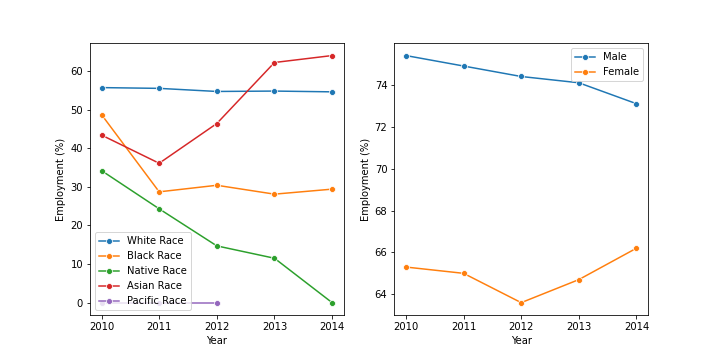 Employment (%)
60
50
40
30
20
10
0
White Race
Black Race
Native Race
Asian Race
Pacific Race
2010 2011 2012 2013 2014
Year
Employment (%)
74
72
70
68
66
64
Male
Female
2010 2011 2012 2013 2014
Year